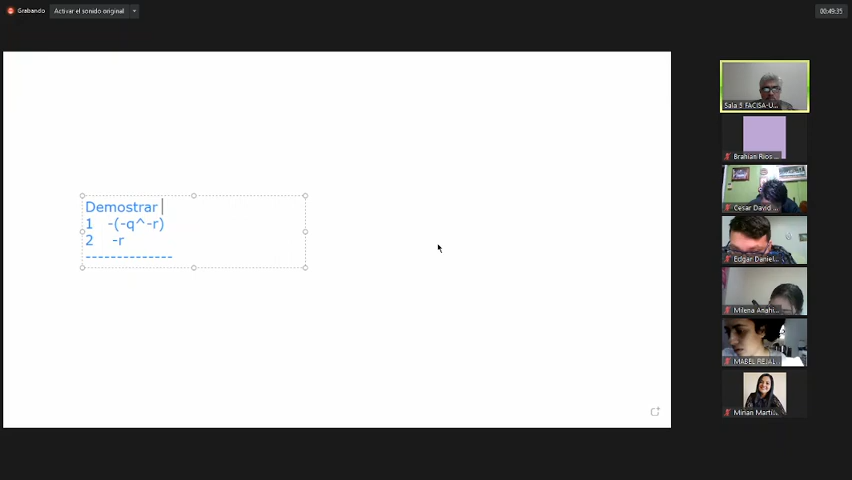 Grabando
Activar el sonido original
00:49:35
Demostrar
1 -(-q^-r)
2 -r
--------------
Sala 5 FACISA-U...
Brahian Rios ...
Cesar David ...
Edgar Daniel...
Milena Anahi...
MABEL REJAL...
Mirian Marti...